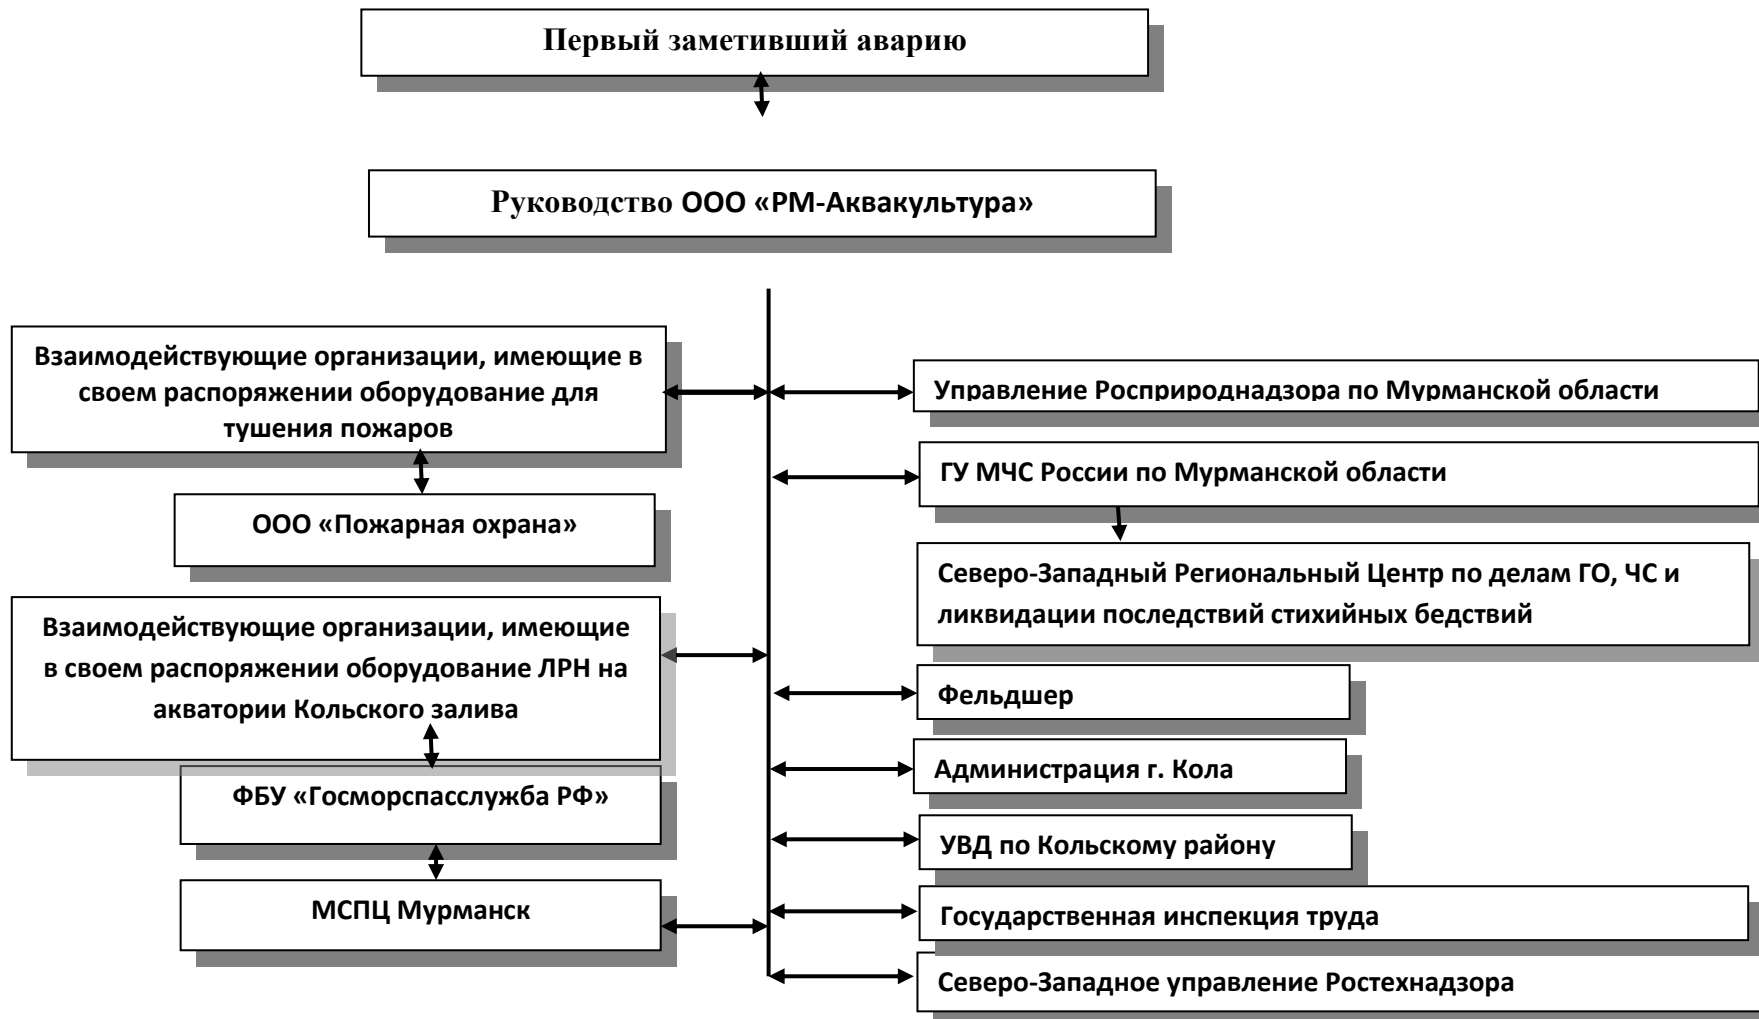 Первый заметивший аварию
Руководство ООО «РМ-Аквакультура»
Взаимодействующие организации, имеющие в
своем распоряжении оборудование для
тушения пожаров
ООО «Пожарная охрана»
Взаимодействующие организации, имеющие
в своем распоряжении оборудование ЛРН на
акватории Кольского залива
ФБУ «Госморспасслужба РФ»
МСПЦ Мурманск
Управление Росприроднадзора по Мурманской области
ГУ МЧС России по Мурманской области
Северо-Западный Региональный Центр по делам ГО, ЧС и
ликвидации последствий стихийных бедствий
Фельдшер
Администрация г. Кола
УВД по Кольскому району
Государственная инспекция труда
Северо-Западное управление Ростехнадзора